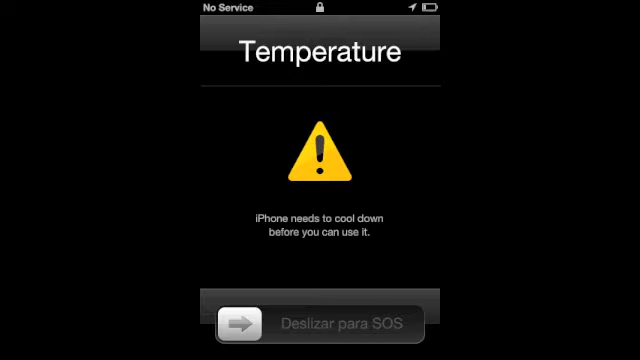 No Service
Temperature
iPhone needs to cool down
before you can use it.
Deslizar para SOS